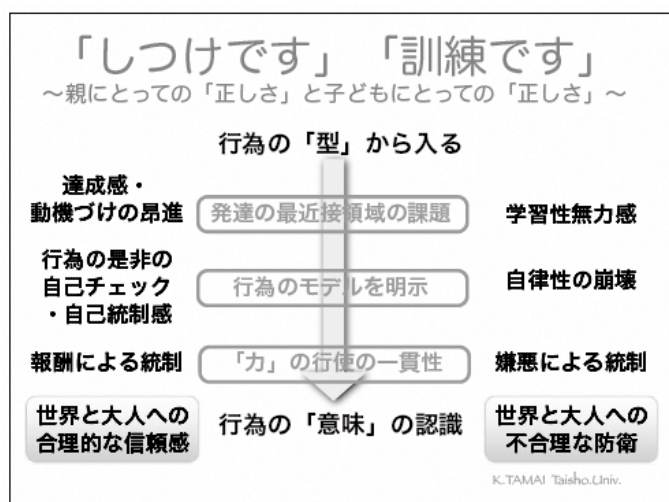 「しつけです」「訓練です」
～親にとっての「正しさ」と子どもにとっての「正しさ」～
行為の「型」から入る
達成感・
動機づけの昂進
発達の最近接領域の課題
学習性無力感
行為の是非の
自己チェック
・自己統制感
行為のモデルを明示
自律性の崩壊
報酬による統制
「力」の行使の一貫性
嫌悪による統制
世界と大人への
合理的な信頼感
行為の「意味」の認識
世界と大人への
不合理な防衛
K.TAMAI Taisho.Univ.